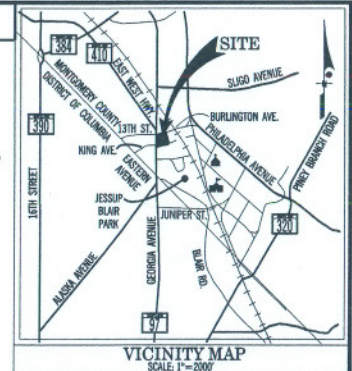 384
410
SITE
SLIGO AVENUE
EAST WEST HWY.
MONTGOMERY COUNTY
DISTRICT OF COLUMBIA
BURLINGTON AVE.
390
13TH ST.
PHILADELPHIA AVENUE
KING AVE.
EASTERN
AVENUE
PINEY BRANCH ROAD
16TH STREET
JESSUP
BLAIR
PARK
JUNIPER ST.
320
GEORGIA AVENUE
BLAIR RD.
ALASKA AVENUE
97
VICINITY MAP
SCALE: 1"=2000'